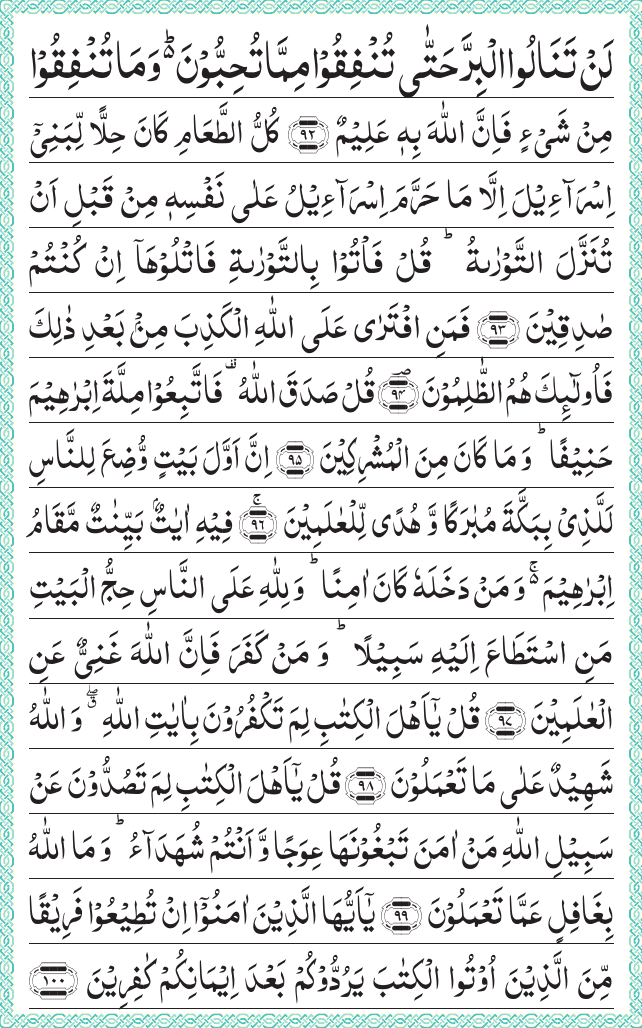 لَنْ تَنَالُوا الْبِرَّ حَتّٰى تُنْفِقُوْا مِمَّا تُحِبُّوْنَ ؕ وَ مَا تُنْفِقُوْا
مِنْ شَیْءٍ فَاِنَّ اللّٰهَ بِهٖ عَلِیْمٌ ﴿۹۲﴾ كُلُّ الطَّعَامِ كَانَ حِلًّا لِّبَنِیْۤ
اِسْرَآءِیْلَ اِلَّا مَا حَرَّمَ اِسْرَآءِیْلُ عَلٰى نَفْسِهٖ مِنْ قَبْلِ اَنْ
تُنَزَّلَ التَّوْرٰىةُ ؕ قُلْ فَاْتُوْا بِالتَّوْرٰىةِ فَاتْلُوْهَاۤ اِنْ كُنْتُمْ
صٰدِقِیْنَ ﴿۹۳﴾ فَمَنِ افْتَرٰى عَلَى اللّٰهِ الْكَذِبَ مِنْۢ بَعْدِ ذٰلِكَ
فَاُولٰٓئِكَ هُمُ الظّٰلِمُوْنَ ﴿۹۴﴾ؔ قُلْ صَدَقَ اللّٰهُ ۫ فَاتَّبِعُوْا مِلَّةَ اِبْرٰهِیْمَ
حَنِیْفًا ؕ وَ مَا كَانَ مِنَ الْمُشْرِكِیْنَ ﴿۹۵﴾ اِنَّ اَوَّلَ بَیْتٍ وُّضِعَ لِلنَّاسِ
لَلَّذِیْ بِبَكَّةَ مُبٰرَكًا وَّ هُدًى لِّلْعٰلَمِیْنَ ﴿۹۶﴾ۚ فِیْهِ اٰیٰتٌۢ بَیِّنٰتٌ مَّقَامُ
اِبْرٰهِیْمَ ۚ۬ وَ مَنْ دَخَلَهٗ كَانَ اٰمِنًا ؕ وَ لِلّٰهِ عَلَى النَّاسِ حِجُّ الْبَیْتِ
مَنِ اسْتَطَاعَ اِلَیْهِ سَبِیْلًا ؕ وَ مَنْ كَفَرَ فَاِنَّ اللّٰهَ غَنِیٌّ عَنِ
الْعٰلَمِیْنَ ﴿۹۷﴾ قُلْ یٰۤاَهْلَ الْكِتٰبِ لِمَ تَكْفُرُوْنَ بِاٰیٰتِ اللّٰهِ ۖۗ وَ اللّٰهُ
شَهِیْدٌ عَلٰى مَا تَعْمَلُوْنَ ﴿۹۸﴾ قُلْ یٰۤاَهْلَ الْكِتٰبِ لِمَ تَصُدُّوْنَ عَنْ
سَبِیْلِ اللّٰهِ مَنْ اٰمَنَ تَبْغُوْنَهَا عِوَجًا وَّ اَنْتُمْ شُهَدَآءُ ؕ وَ مَا اللّٰهُ
بِغَافِلٍ عَمَّا تَعْمَلُوْنَ ﴿۹۹﴾ یٰۤاَیُّهَا الَّذِیْنَ اٰمَنُوْۤا اِنْ تُطِیْعُوْا فَرِیْقًا
مِّنَ الَّذِیْنَ اُوْتُوا الْكِتٰبَ یَرُدُّوْكُمْ بَعْدَ اِیْمَانِكُمْ كٰفِرِیْنَ ﴿۱۰۰﴾